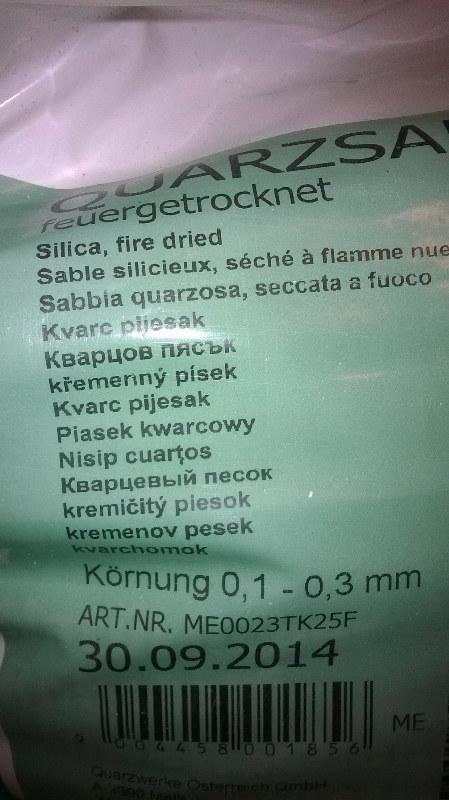 QUARZSA
feuergetrocknet
Silica, fire dried
Sable silicieux, séché à flamme nue
Sabbia quarzosa, seccata a fuoco
Kvarc pijesak
Кварцов пясък
křemenný písek
Kvarc pijesak
Piasek kwarcowy
Nisip cuarţos
Кварцевый песок
kremičitý piesok
kremenov pesek
kvarchomok
Körnung 0,1 - 0,3 mm
ART.NR. ME0023TK25F
30.09.2014
ME
9 004458 001856
Quarzwerke Österreich GmbH